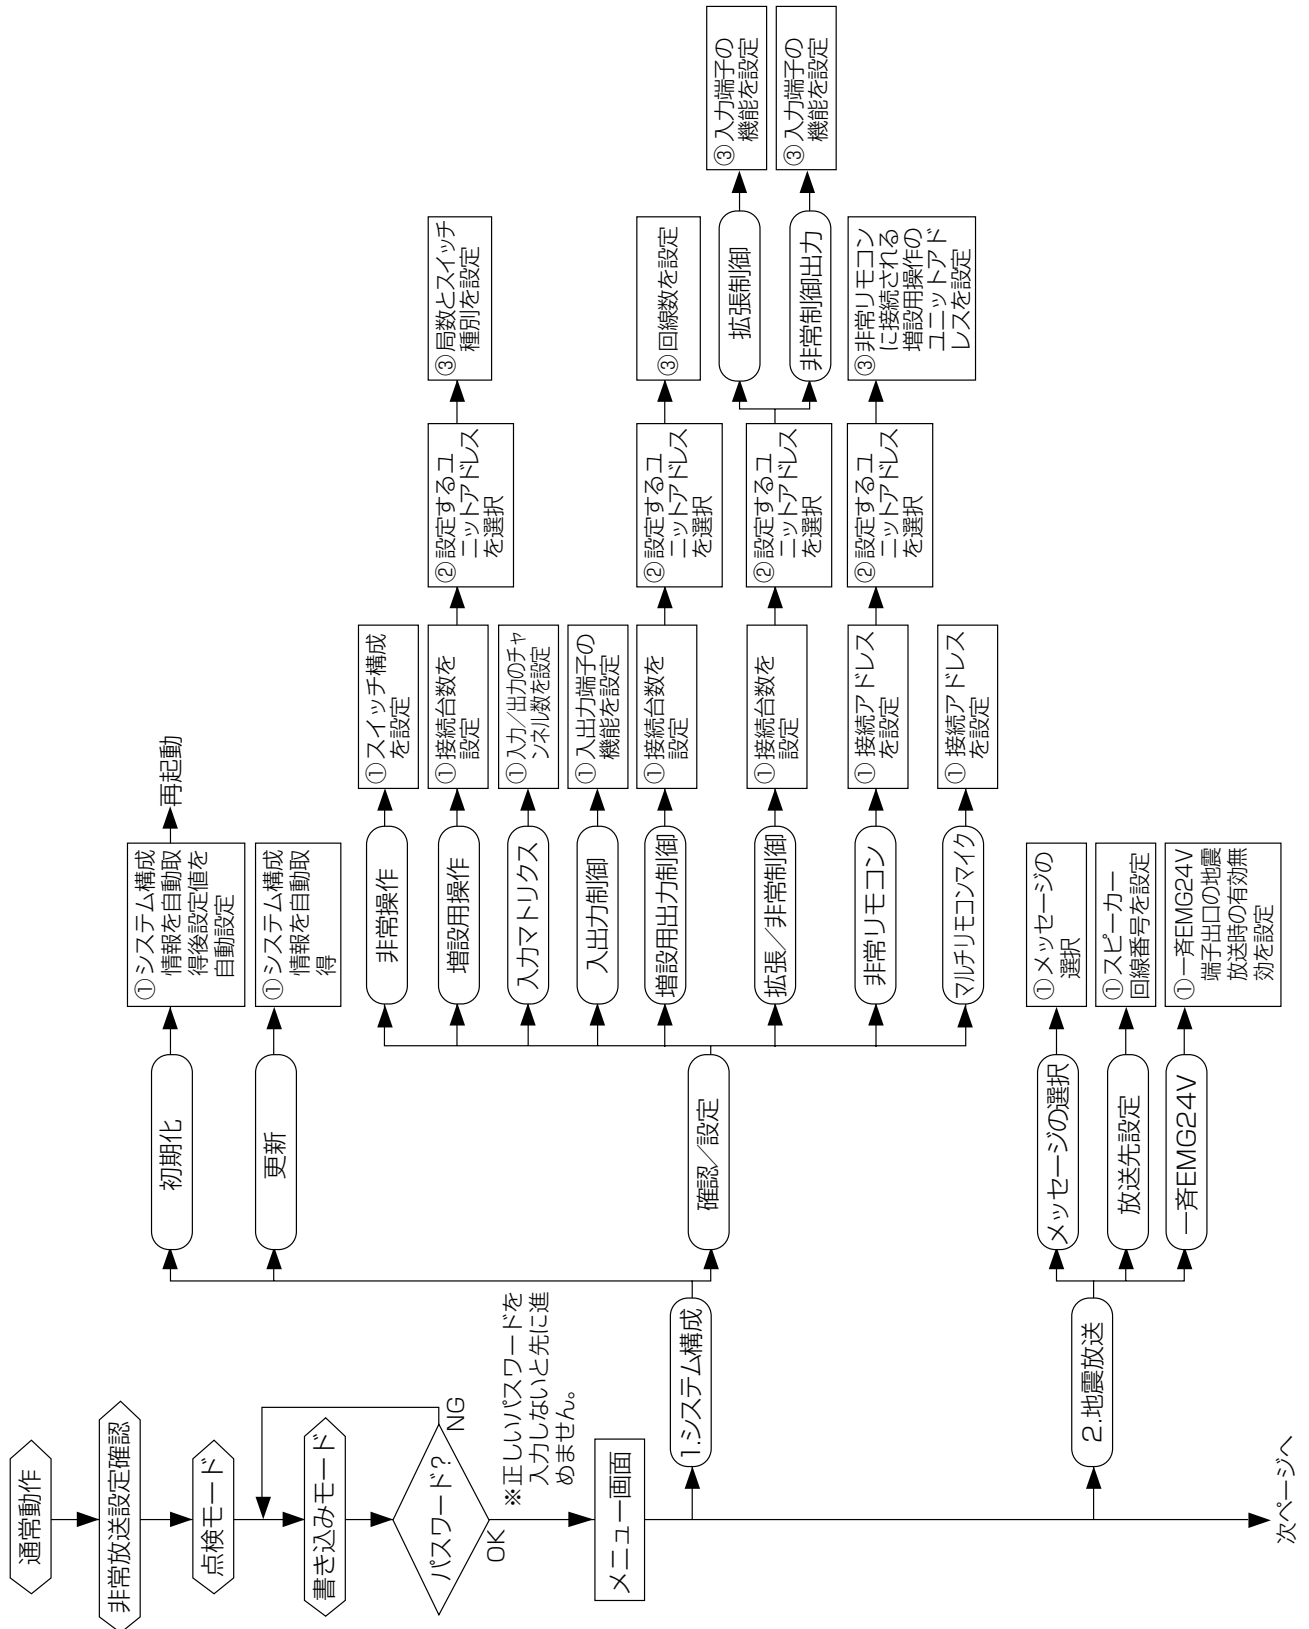 通常動作
非常放送設定確認
点検モード
書き込みモード
パスワード?
NG
OK
※正しいパスワードを
入力しないと先に進
めません。
メニュー画面
1.システム構成
初期化
①システム構成
情報を自動取
得後設定値を
自動設定
再起動
更新
①システム構成
情報を自動取
得
確認／設定
非常操作
①スイッチ構成
を設定
増設用操作
①接続台数を
設定
②設定するユ
ニットアドレス
を選択
③局数とスイッチ
種別を設定
入力マトリクス
①入力／出力のチャ
ンネル数を設定
入出力制御
①入出力端子の
機能を設定
増設用出力制御
①接続台数を
設定
②設定するユ
ニットアドレス
を選択
③回線数を設定
拡張／非常制御
①接続台数を
設定
②設定するユ
ニットアドレス
を選択
拡張制御
③入力端子の
機能を設定
非常制御出力
③入力端子の
機能を設定
非常リモコン
①接続アドレス
を設定
②設定するユ
ニットアドレス
を選択
③非常リモコン
に接続される
増設用操作の
ユニットアド
レスを設定
マルチリモコンマイク
①接続アドレス
を設定
2.地震放送
メッセージの選択
①メッセージの
選択
放送先設定
①スピーカー
回線番号を設定
一斉EMG24V
①一斉EMG24V
端子出口の地震
放送時の有効無
効を設定
次ページへ